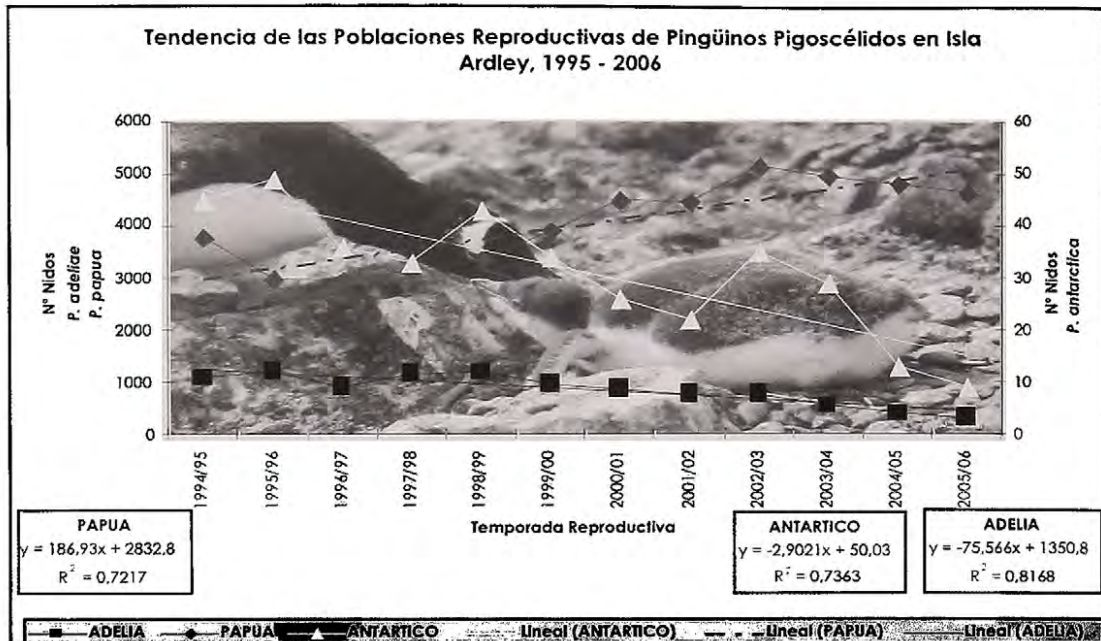 Tendencia de las Poblaciones Reproductivas de Pingüinos Pigoscélidos en Isla
Ardley, 1995 - 2006
N° Nidos
P. adeliae
P. papua
6000
5000
4000
3000
2000
1000
0
60
50
40
30
20
10
0
N° Nidos
P. antarctica
1994/95
1995/96
1996/97
1997/98
1998/99
1999/00
2000/01
2001/02
2002/03
2003/04
2004/05
2005/06
Temporada Reproductiva
PAPUA
y = 186,93x + 2832,8
R² = 0,7217
ANTARTICO
y = -2,9021x + 50,03
R² = 0,7363
ADELIA
y = -75,566x + 1350,8
R² = 0,8168
ADELIA PAPUA ANTARTICO Lineal (ANTARTICO) Lineal (PAPUA) Lineal (ADELIA)